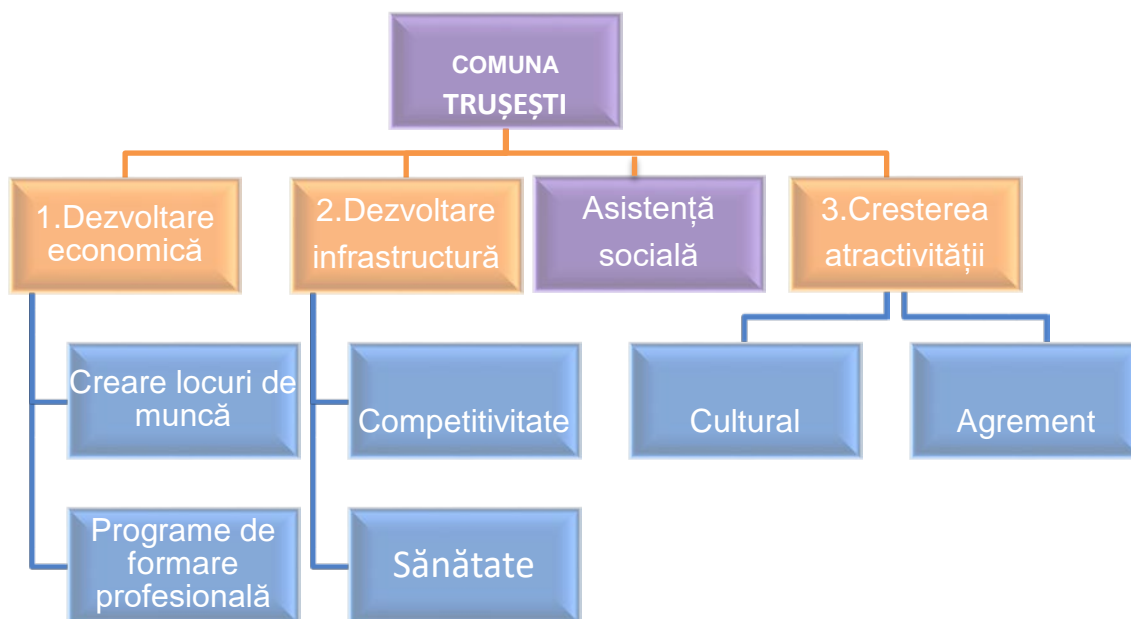 COMUNA
TRUȘEȘTI
1.Dezvoltare
economică
2.Dezvoltare
infrastructură
Asistență
socială
3.Cresterea
atractivității
Creare locuri de
muncă
Competitivitate
Cultural
Agrement
Programe de
formare
profesională
Sănătate